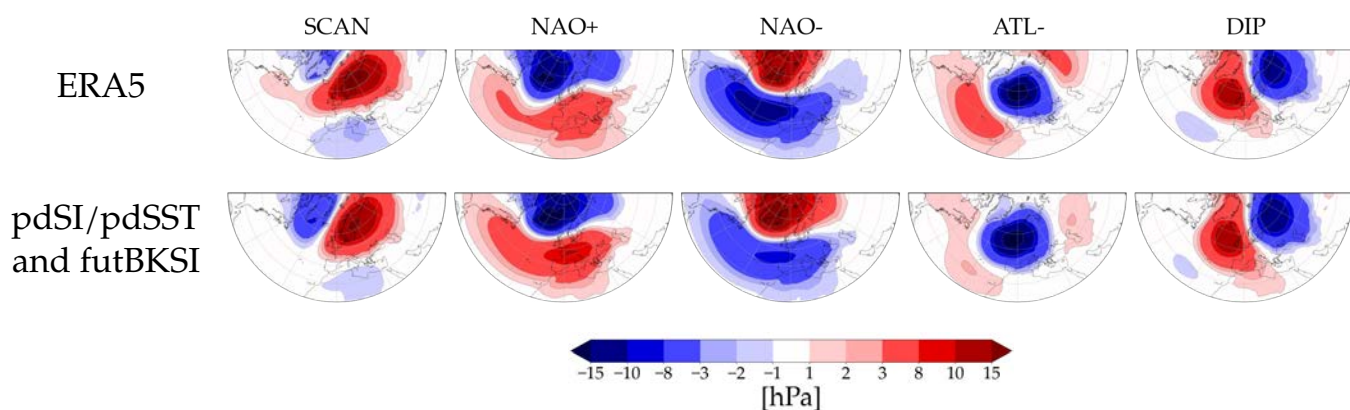 SCAN NAO+ NAO- ATL- DIP
ERA5
pdSI/pdSST
and futBKSI
−15 −10 −8 −3 −2 −1 1 2 3 8 10 15
[hPa]